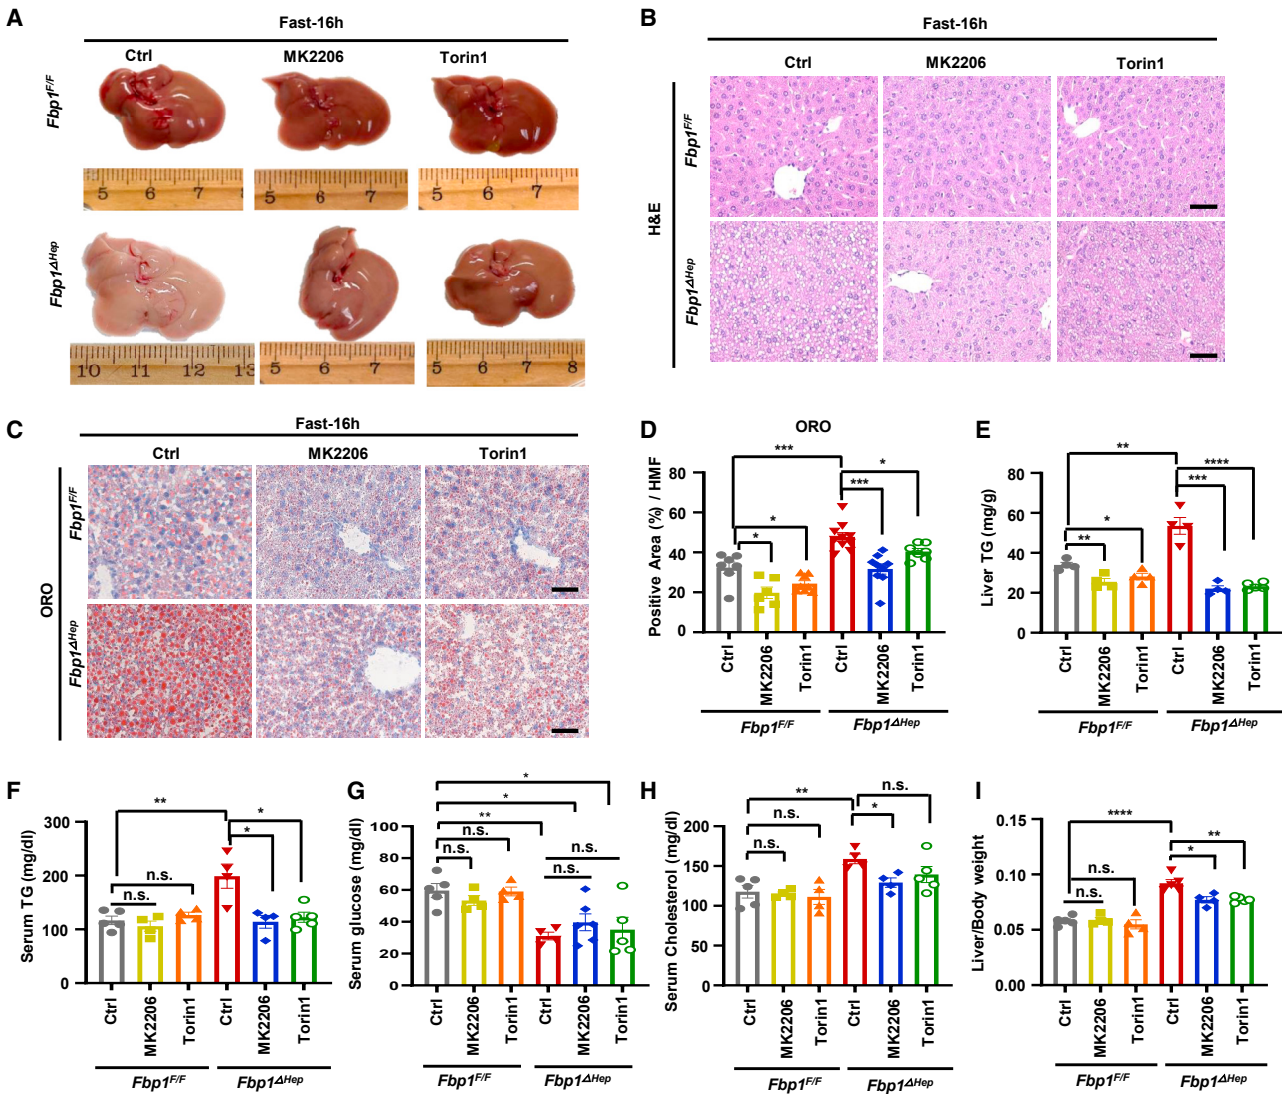 A
Fast-16h
Ctrl
MK2206
Torin1
Fbp1F/F
5 6 7
5 6 7
5 6 7
Fbp1ΔHep
10 11 12 13
5 6 7
5 6 7 8
B
Fast-16h
Ctrl
MK2206
Torin1
H&E
Fbp1F/F
Fbp1ΔHep
C
Fast-16h
Ctrl
MK2206
Torin1
ORO
Fbp1F/F
Fbp1ΔHep
D
ORO
***
*
***
*
*
Positive Area (%) / HMF
80
60
40
20
0
Ctrl
MK2206
Torin1
Ctrl
MK2206
Torin1
Fbp1F/F
Fbp1ΔHep
E
**
****
***
*
**
Liver TG (mg/g)
80
60
40
20
0
Ctrl
MK2206
Torin1
Ctrl
MK2206
Torin1
Fbp1F/F
Fbp1ΔHep
F
**
*
*
n.s.
n.s.
Serum TG (mg/dl)
300
200
100
0
Ctrl
MK2206
Torin1
Ctrl
MK2206
Torin1
Fbp1F/F
Fbp1ΔHep
G
*
*
**
n.s.
n.s.
n.s.
n.s.
Serum glucose (mg/dl)
100
80
60
40
20
0
Ctrl
MK2206
Torin1
Ctrl
MK2206
Torin1
Fbp1F/F
Fbp1ΔHep
H
n.s.
**
*
n.s.
n.s.
Serum Cholesterol (mg/dl)
200
150
100
50
0
Ctrl
MK2206
Torin1
Ctrl
MK2206
Torin1
Fbp1F/F
Fbp1ΔHep
I
****
**
*
n.s.
n.s.
Liver/Body weight
0.15
0.10
0.05
0.00
Ctrl
MK2206
Torin1
Ctrl
MK2206
Torin1
Fbp1F/F
Fbp1ΔHep